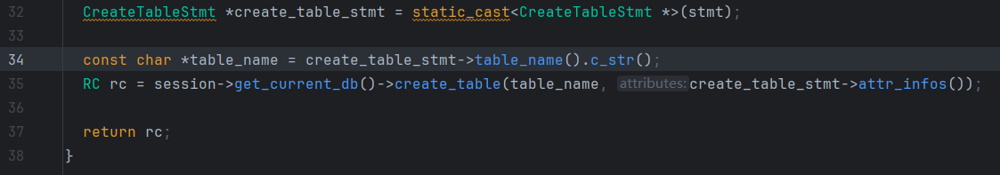 32 CreateTableStmt *create_table_stmt = static_cast<CreateTableStmt *>(stmt);
33
34 const char *table_name = create_table_stmt->table_name().c_str();
35 RC rc = session->get_current_db()->create_table(table_name, attributes: create_table_stmt->attr_infos());
36
37 return rc;
38 }